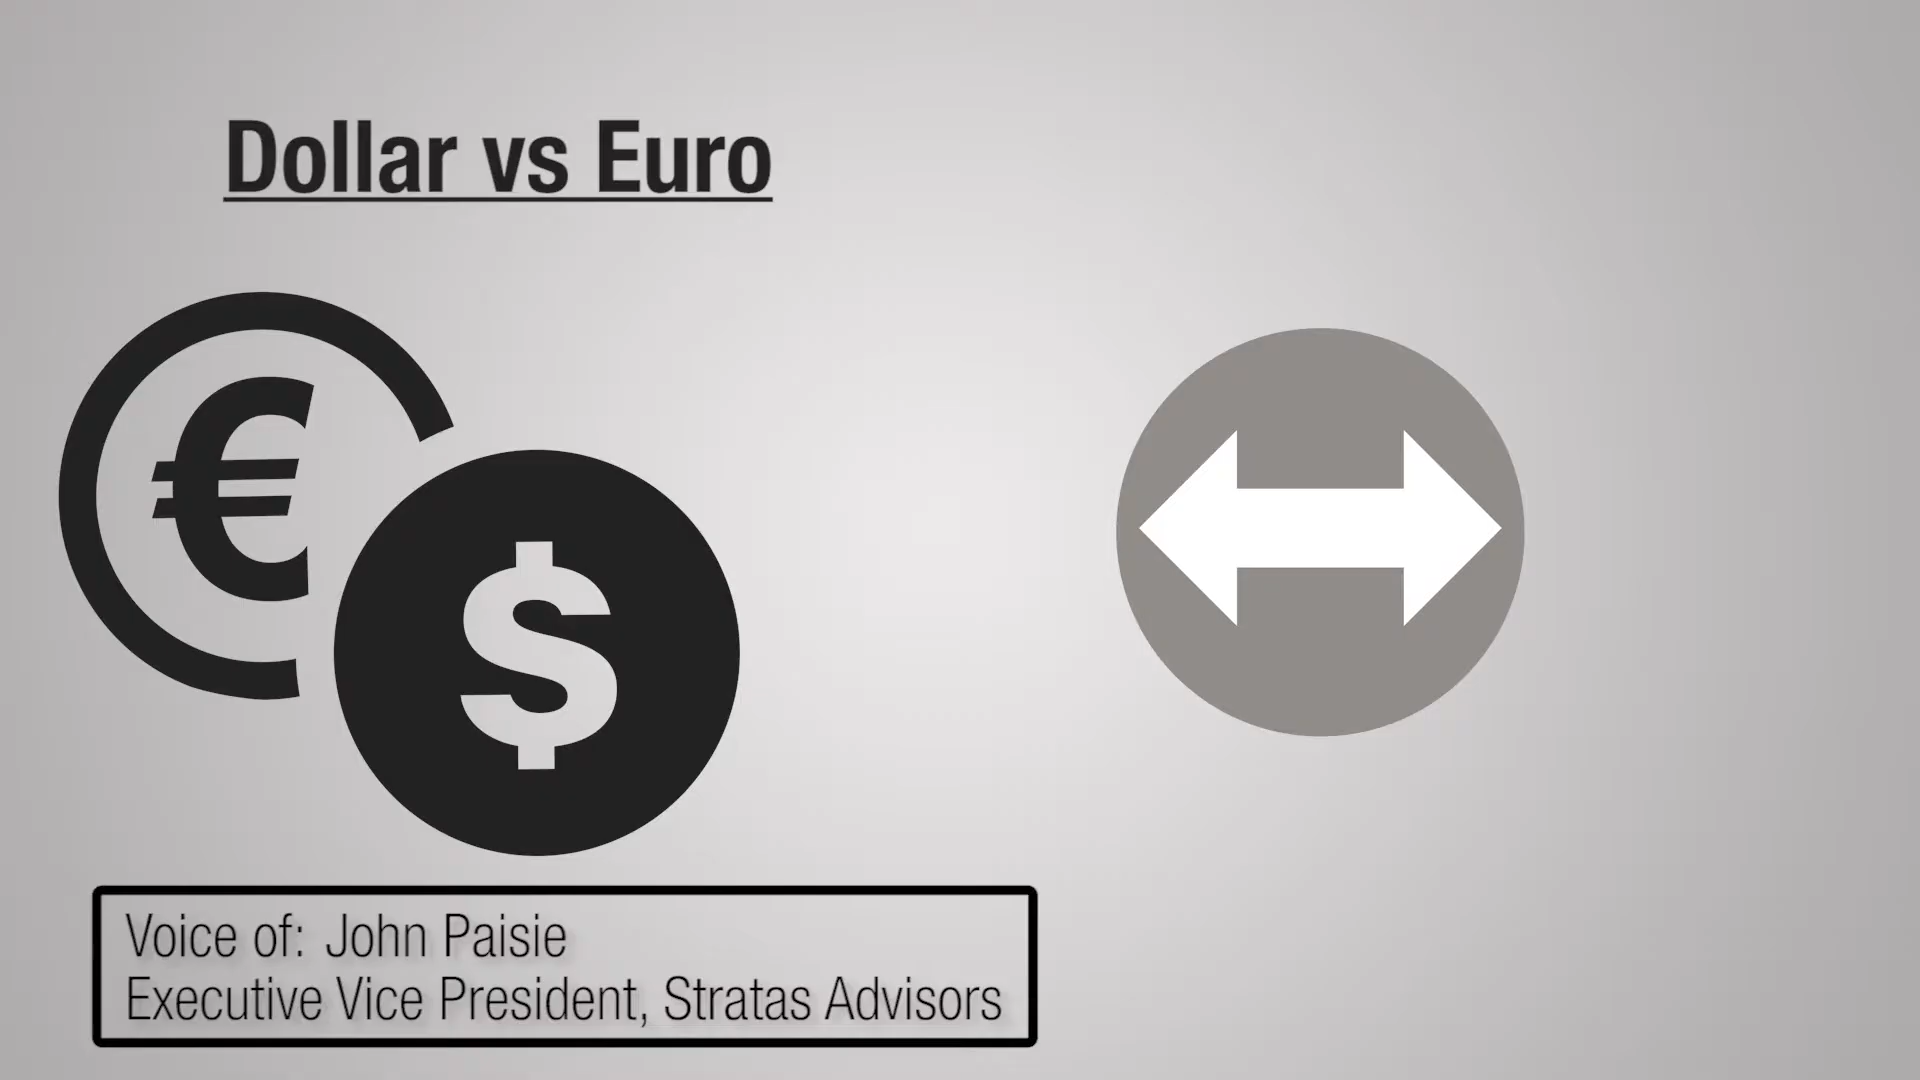 Dollar vs Euro
€
$
Voice of: John Paisie
Executive Vice President, Stratas Advisors